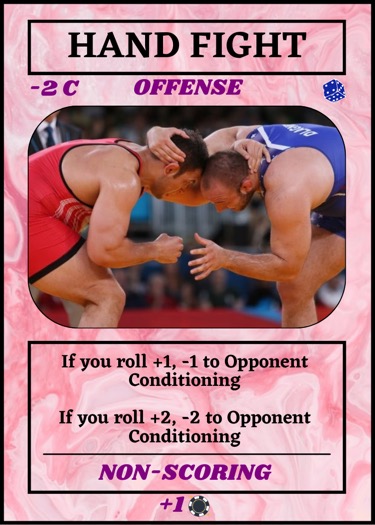 HAND FIGHT
-2 C
OFFENSE
If you roll +1, -1 to Opponent
Conditioning
If you roll +2, -2 to Opponent
Conditioning
NON-SCORING
+1